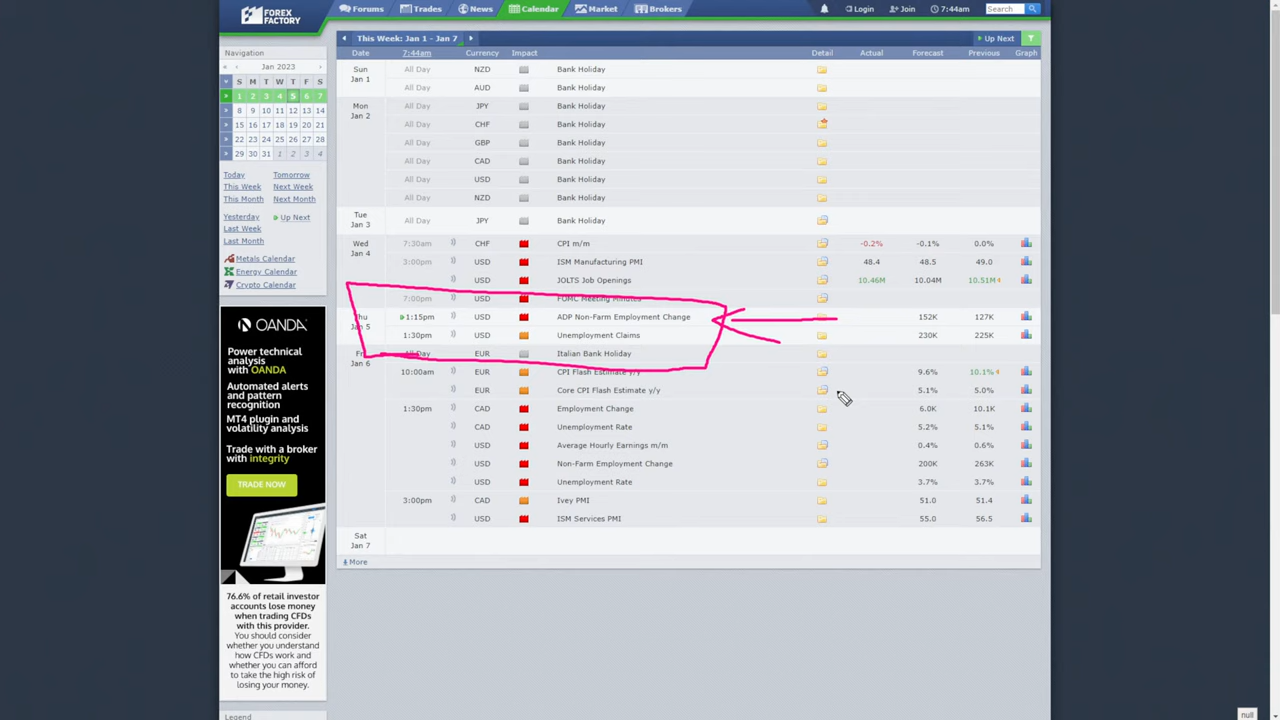 FOREX FACTORY
Forums Trades News Calendar Market Brokers Login Join 7:44am Search
This Week: Jan 1 - Jan 7 Up Next
Date 7:44am Currency Impact Detail Actual Forecast Previous Graph
Sun Jan 1 All Day NZD Bank Holiday
All Day AUD Bank Holiday
Mon Jan 2 All Day JPY Bank Holiday
All Day CHF Bank Holiday
All Day GBP Bank Holiday
All Day CAD Bank Holiday
All Day USD Bank Holiday
All Day NZD Bank Holiday
Tue Jan 3 All Day JPY Bank Holiday
Wed Jan 4 7:30am CHF CPI m/m -0.2% -0.1% 0.0%
3:00pm USD ISM Manufacturing PMI 48.4 48.5 49.0
USD JOLTS Job Openings 10.46M 10.04M 10.51M
7:00pm USD FOMC Meeting Minutes
Thu Jan 5 1:15pm USD ADP Non-Farm Employment Change 152K 127K
1:30pm USD Unemployment Claims 230K 225K
Fri Jan 6 All Day EUR Italian Bank Holiday
10:00am EUR CPI Flash Estimate y/y 9.6% 10.1%
EUR Core CPI Flash Estimate y/y 5.1% 5.0%
1:30pm CAD Employment Change 6.0K 10.1K
CAD Unemployment Rate 5.2% 5.1%
USD Average Hourly Earnings m/m 0.4% 0.6%
USD Non-Farm Employment Change 200K 263K
USD Unemployment Rate 3.7% 3.7%
3:00pm CAD Ivey PMI 51.0 51.4
USD ISM Services PMI 55.0 56.5
Sat Jan 7
More
Navigation
« ‹ Jan 2023 ›
S M T W T F S
1 2 3 4 5 6 7
8 9 10 11 12 13 14
15 16 17 18 19 20 21
22 23 24 25 26 27 28
29 30 31 1 2 3 4
Today Tomorrow
This Week Next Week
This Month Next Month
Yesterday Up Next
Last Week
Last Month
Metals Calendar
Energy Calendar
Crypto Calendar
OANDA
Power technical
analysis
with OANDA
Automated alerts
and pattern
recognition
MT4 plugin and
volatility analysis
Trade with a broker
with integrity
TRADE NOW
76.6% of retail investor
accounts lose money
when trading CFDs
with this provider.
You should consider
whether you understand
how CFDs work and
whether you can afford
to take the high risk of
losing your money.
Legend
null